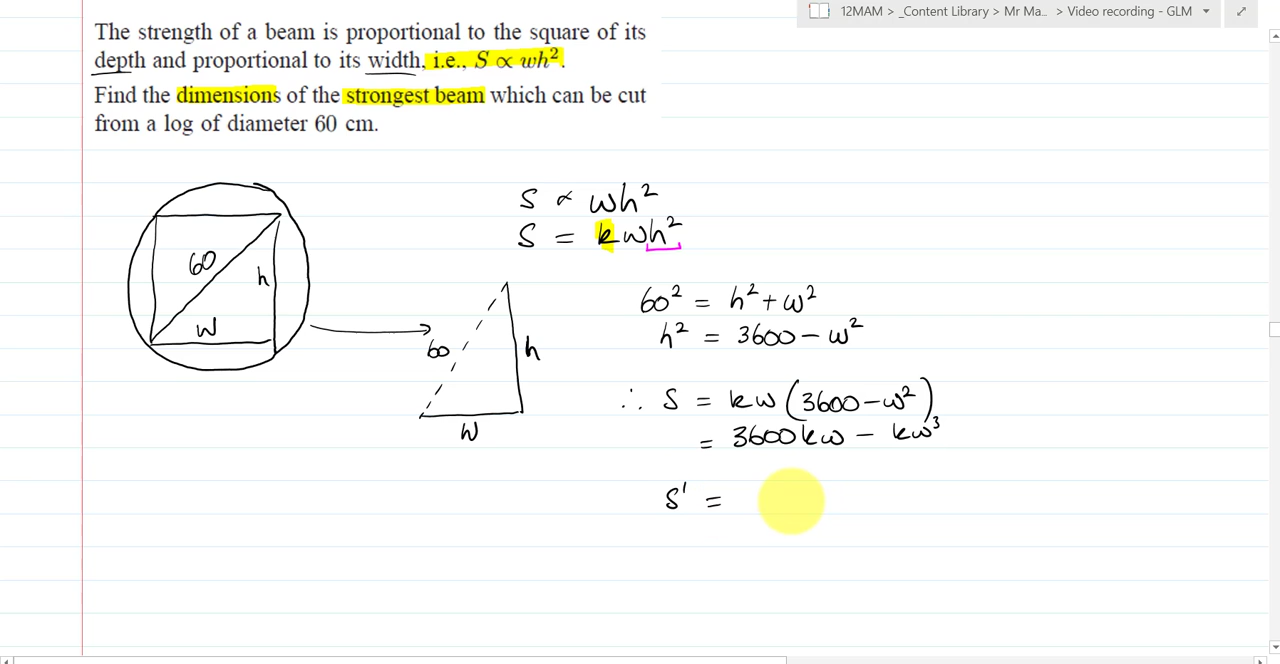 12MAM > _Content Library > Mr Ma... > Video recording - GLM
The strength of a beam is proportional to the square of its
depth and proportional to its width, i.e., S ∝ wh².
Find the dimensions of the strongest beam which can be cut
from a log of diameter 60 cm.
S ∝ wh²
S = kwh²
60
h
w
60² = h² + w²
h² = 3600 - w²
60
h
w
∴ S = kw(3600 - w²)
= 3600kw - kw³
S' =